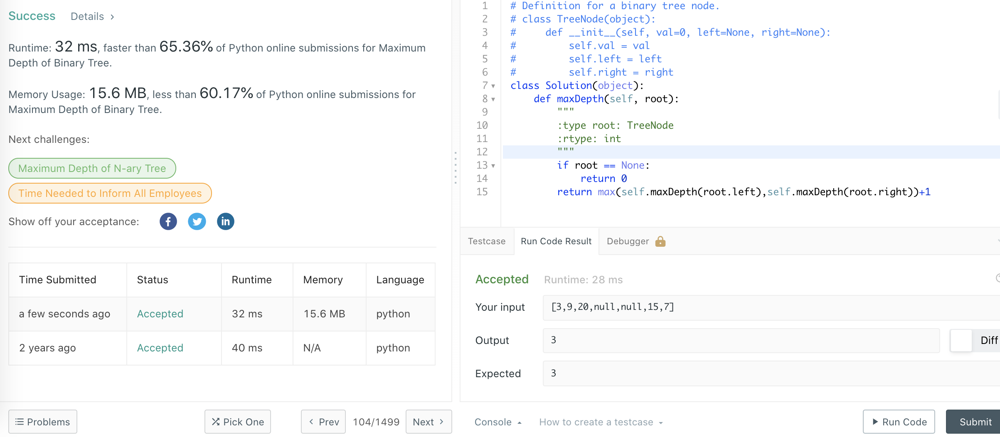 Success Details >
Runtime: 32 ms, faster than 65.36% of Python online submissions for Maximum
Depth of Binary Tree.
Memory Usage: 15.6 MB, less than 60.17% of Python online submissions for
Maximum Depth of Binary Tree.
Next challenges:
Maximum Depth of N-ary Tree
Time Needed to Inform All Employees
Show off your acceptance: f in
Time Submitted Status Runtime Memory Language
a few seconds ago Accepted 32 ms 15.6 MB python
2 years ago Accepted 40 ms N/A python
Problems Pick One < Prev 104/1499 Next >
1 # Definition for a binary tree node.
2 # class TreeNode(object):
3 #     def __init__(self, val=0, left=None, right=None):
4 #         self.val = val
5 #         self.left = left
6 #         self.right = right
7 class Solution(object):
8     def maxDepth(self, root):
9         """
10         :type root: TreeNode
11         :rtype: int
12         """
13         if root == None:
14             return 0
15         return max(self.maxDepth(root.left),self.maxDepth(root.right))+1
Testcase Run Code Result Debugger
Accepted Runtime: 28 ms
Your input [3,9,20,null,null,15,7]
Output 3 Diff
Expected 3
Console How to create a testcase Run Code Submit